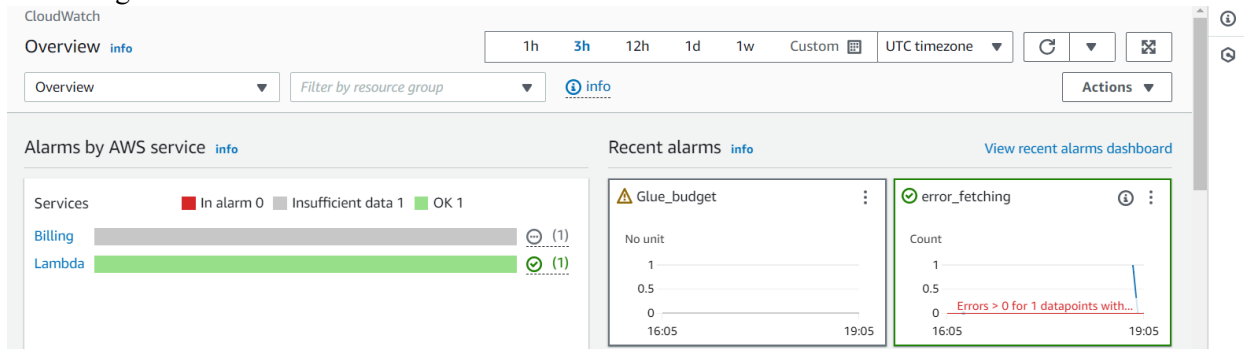 CloudWatch
Overview info
1h 3h 12h 1d 1w Custom UTC timezone
Overview Filter by resource group info Actions
Alarms by AWS service info
Services In alarm 0 Insufficient data 1 OK 1
Billing (1)
Lambda (1)
Recent alarms info View recent alarms dashboard
Glue_budget
No unit
1
0.5
0
16:05 19:05
error_fetching
Count
1
0.5
Errors > 0 for 1 datapoints with...
0
16:05 19:05